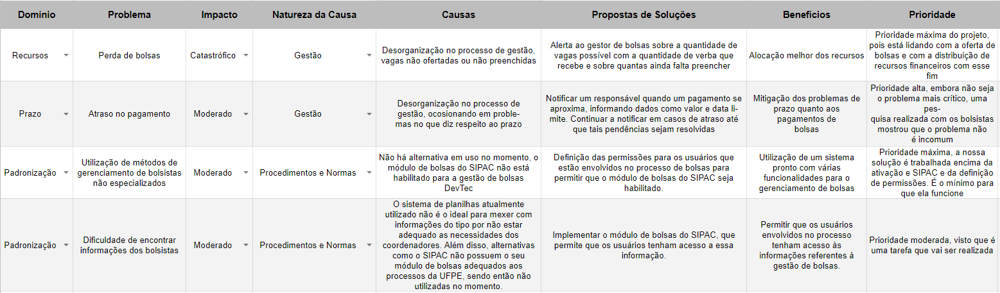 Domínio
Problema
Impacto
Natureza da Causa
Causas
Propostas de Soluções
Benefícios
Prioridade
Recursos
Perda de bolsas
Catastrófico
Gestão
Desorganização no processo de gestão,
vagas não ofertadas ou não preenchidas
Alerta ao gestor de bolsas sobre a quantidade de
vagas possível com a quantidade de verba que
recebe e sobre quantas ainda falta preencher
Alocação melhor dos recursos
Prioridade máxima do projeto,
pois está lidando com a oferta de
bolsas e com a distribuição de
recursos financeiros com esse
fim
Prazo
Atraso no pagamento
Moderado
Gestão
Desorganização no processo de
gestão, ocosionando em proble-
mas no que diz respeito ao prazo
Notificar um responsável quando um pagamento se
aproxima, informando dados como valor e data li-
mite. Continuar a notificar em casos de atraso até
que tais pendências sejam resolvidas
Mitigação dos problemas de
prazo quanto aos
pagamentos de
bolsas
Prioridade alta, embora não seja
o problema mais crítico, uma
pes-
quisa realizada com os bolsistas
mostrou que o problema não
é incomum
Padronização
Utilização de métodos de
gerenciamento de bolsistas
não especializados
Moderado
Procedimentos e Normas
Não há alternativa em uso no momento, o
módulo de bolsas do SIPAC não está
habilitado para a gestão de bolsas
DevTec
Definição das permissões para os usuários que
estão envolvidos no processo de bolsas para
permitir que o módulo de bolsas do SIPAC seja
habilitado.
Utilização de um sistema
pronto com várias
funcionalidades para o
gerenciamento de bolsas
Prioridade máxima, a nossa
solução é trabalhada encima da
ativação e SIPAC e da definição
de permissões. É o mínimo para
que ela funcione
Padronização
Dificuldade de encontrar
informações dos bolsistas
Moderado
Procedimentos e Normas
O sistema de planilhas atualmente
utilizado não é o ideal para mexer com
informações do tipo por não estar
adequado as necessidades dos
coordenadores. Além disso, alternativas
como o SIPAC não possuem o seu
módulo de bolsas adequados aos
processos da UFPE, sendo então não
utilizadas no momento.
Implementar o módulo de bolsas do SIPAC, que
permite que os usuários tenham acesso a essa
informação.
Permitir que os usuários
envolvidos no processo
tenham acesso às
informações referentes à
gestão de bolsas.
Prioridade moderada, visto que é
uma tarefa que vai ser realizada